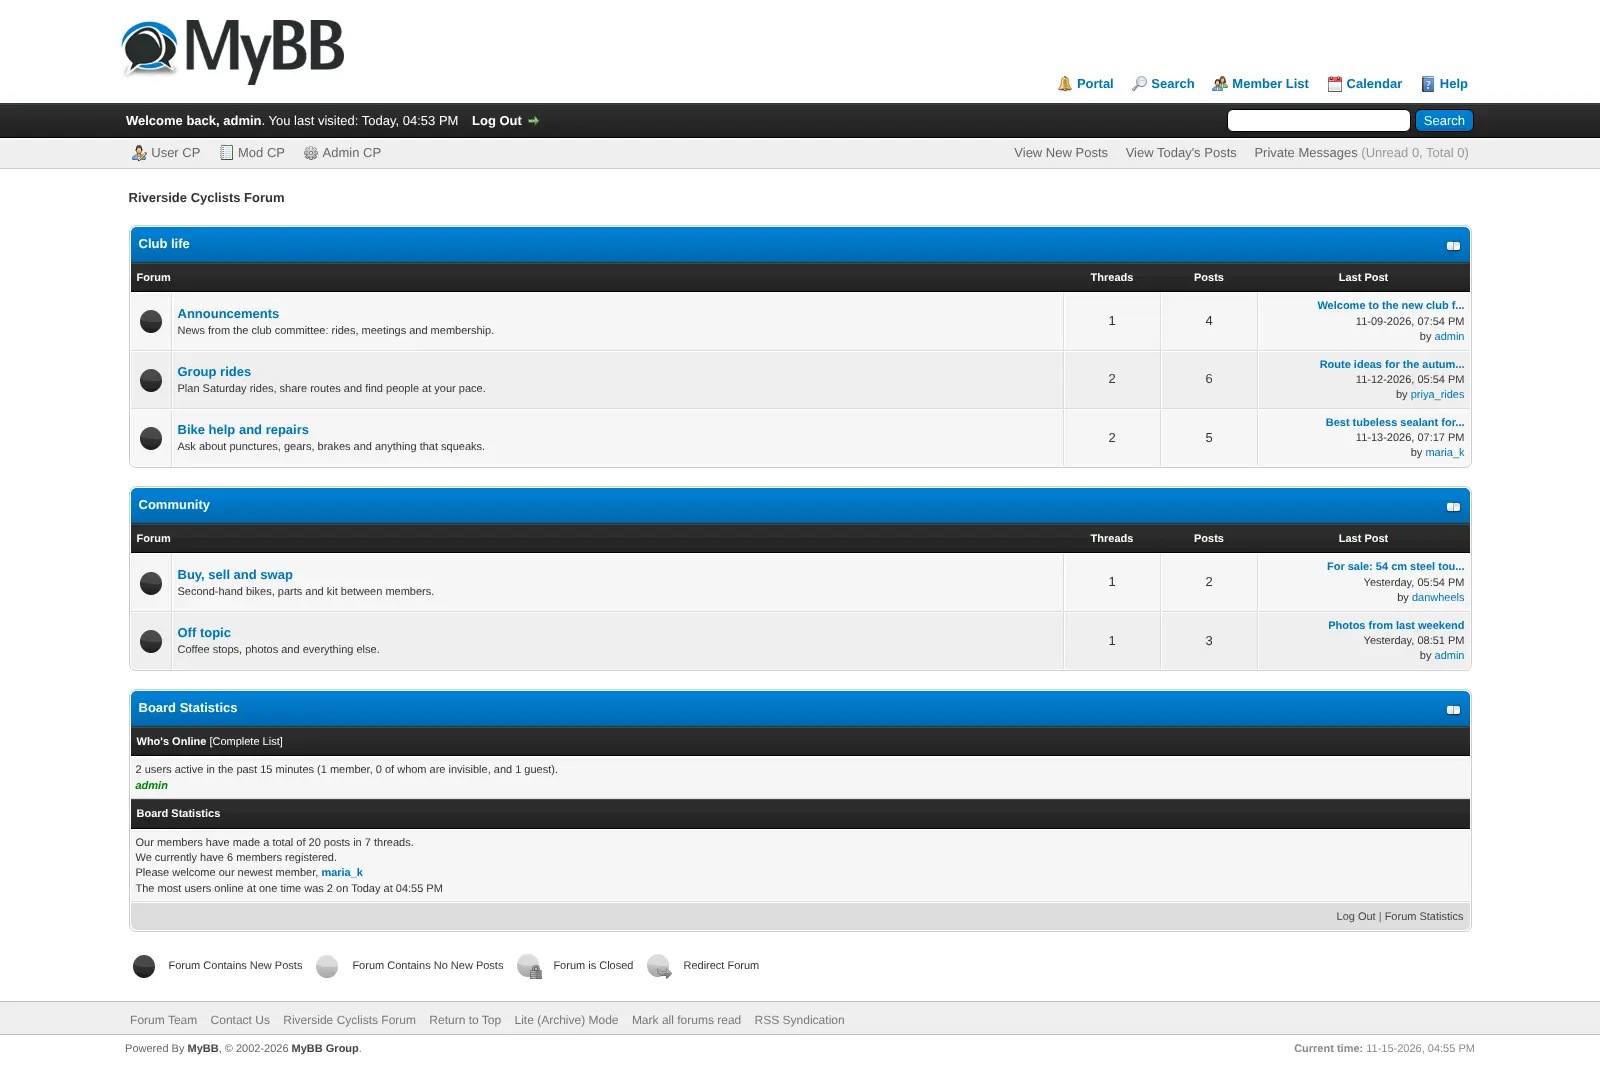 MyBB
Portal Search Member List Calendar Help
Welcome back, admin. You last visited: Today, 04:53 PM Log Out
Search
User CP Mod CP Admin CP
View New Posts View Today's Posts Private Messages (Unread 0, Total 0)
Riverside Cyclists Forum
Club life
Forum Threads Posts Last Post
Announcements
News from the club committee: rides, meetings and membership.
1 4
Welcome to the new club f...
11-09-2026, 07:54 PM
by admin
Group rides
Plan Saturday rides, share routes and find people at your pace.
2 6
Route ideas for the autum...
11-12-2026, 05:54 PM
by priya_rides
Bike help and repairs
Ask about punctures, gears, brakes and anything that squeaks.
2 5
Best tubeless sealant for...
11-13-2026, 07:17 PM
by maria_k
Community
Forum Threads Posts Last Post
Buy, sell and swap
Second-hand bikes, parts and kit between members.
1 2
For sale: 54 cm steel tou...
Yesterday, 05:54 PM
by danwheels
Off topic
Coffee stops, photos and everything else.
1 3
Photos from last weekend
Yesterday, 08:51 PM
by admin
Board Statistics
Who's Online [Complete List]
2 users active in the past 15 minutes (1 member, 0 of whom are invisible, and 1 guest).
admin
Board Statistics
Our members have made a total of 20 posts in 7 threads.
We currently have 6 members registered.
Please welcome our newest member, maria_k
The most users online at one time was 2 on Today at 04:55 PM
Log Out | Forum Statistics
Forum Contains New Posts Forum Contains No New Posts Forum is Closed Redirect Forum
Forum Team Contact Us Riverside Cyclists Forum Return to Top Lite (Archive) Mode Mark all forums read RSS Syndication
Powered By MyBB, © 2002-2026 MyBB Group.
Current time: 11-15-2026, 04:55 PM